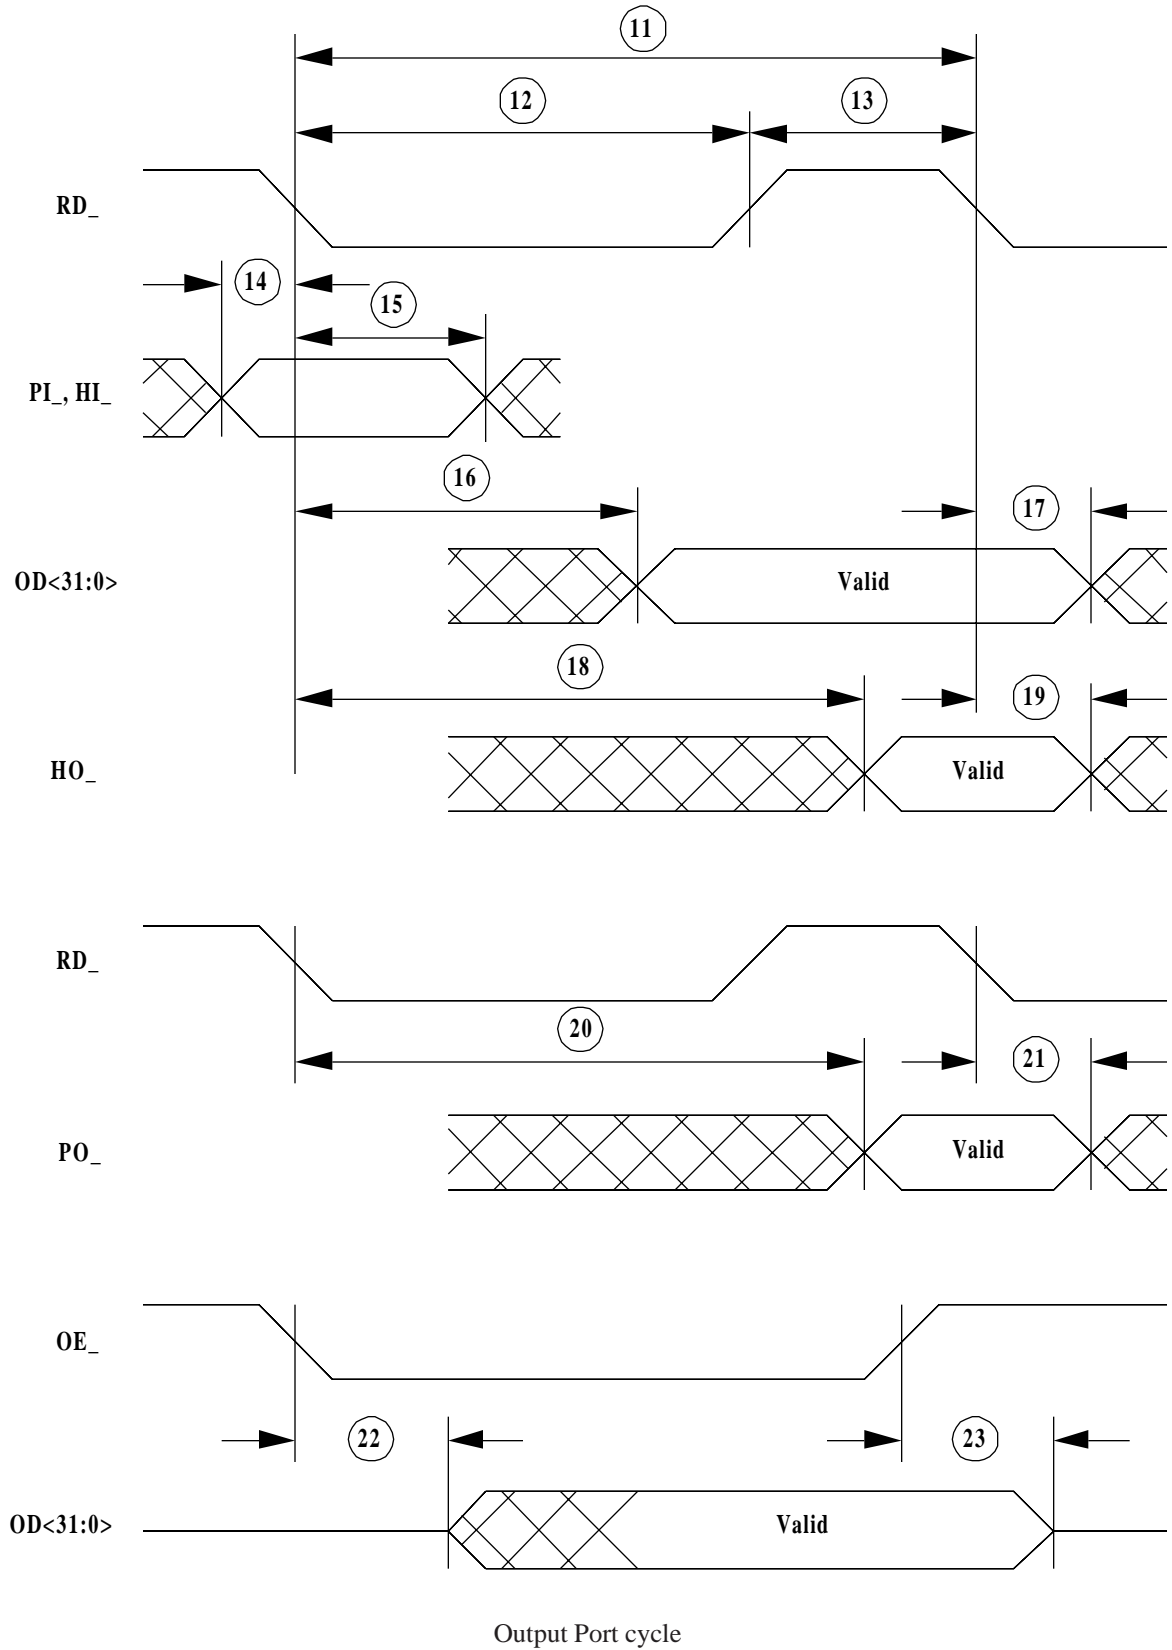 11
12
13
RD_
14
15
PI_, HI_
16
17
OD<31:0>
Valid
18
19
HO_
Valid
RD_
20
21
PO_
Valid
OE_
22
23
OD<31:0>
Valid
Output Port cycle